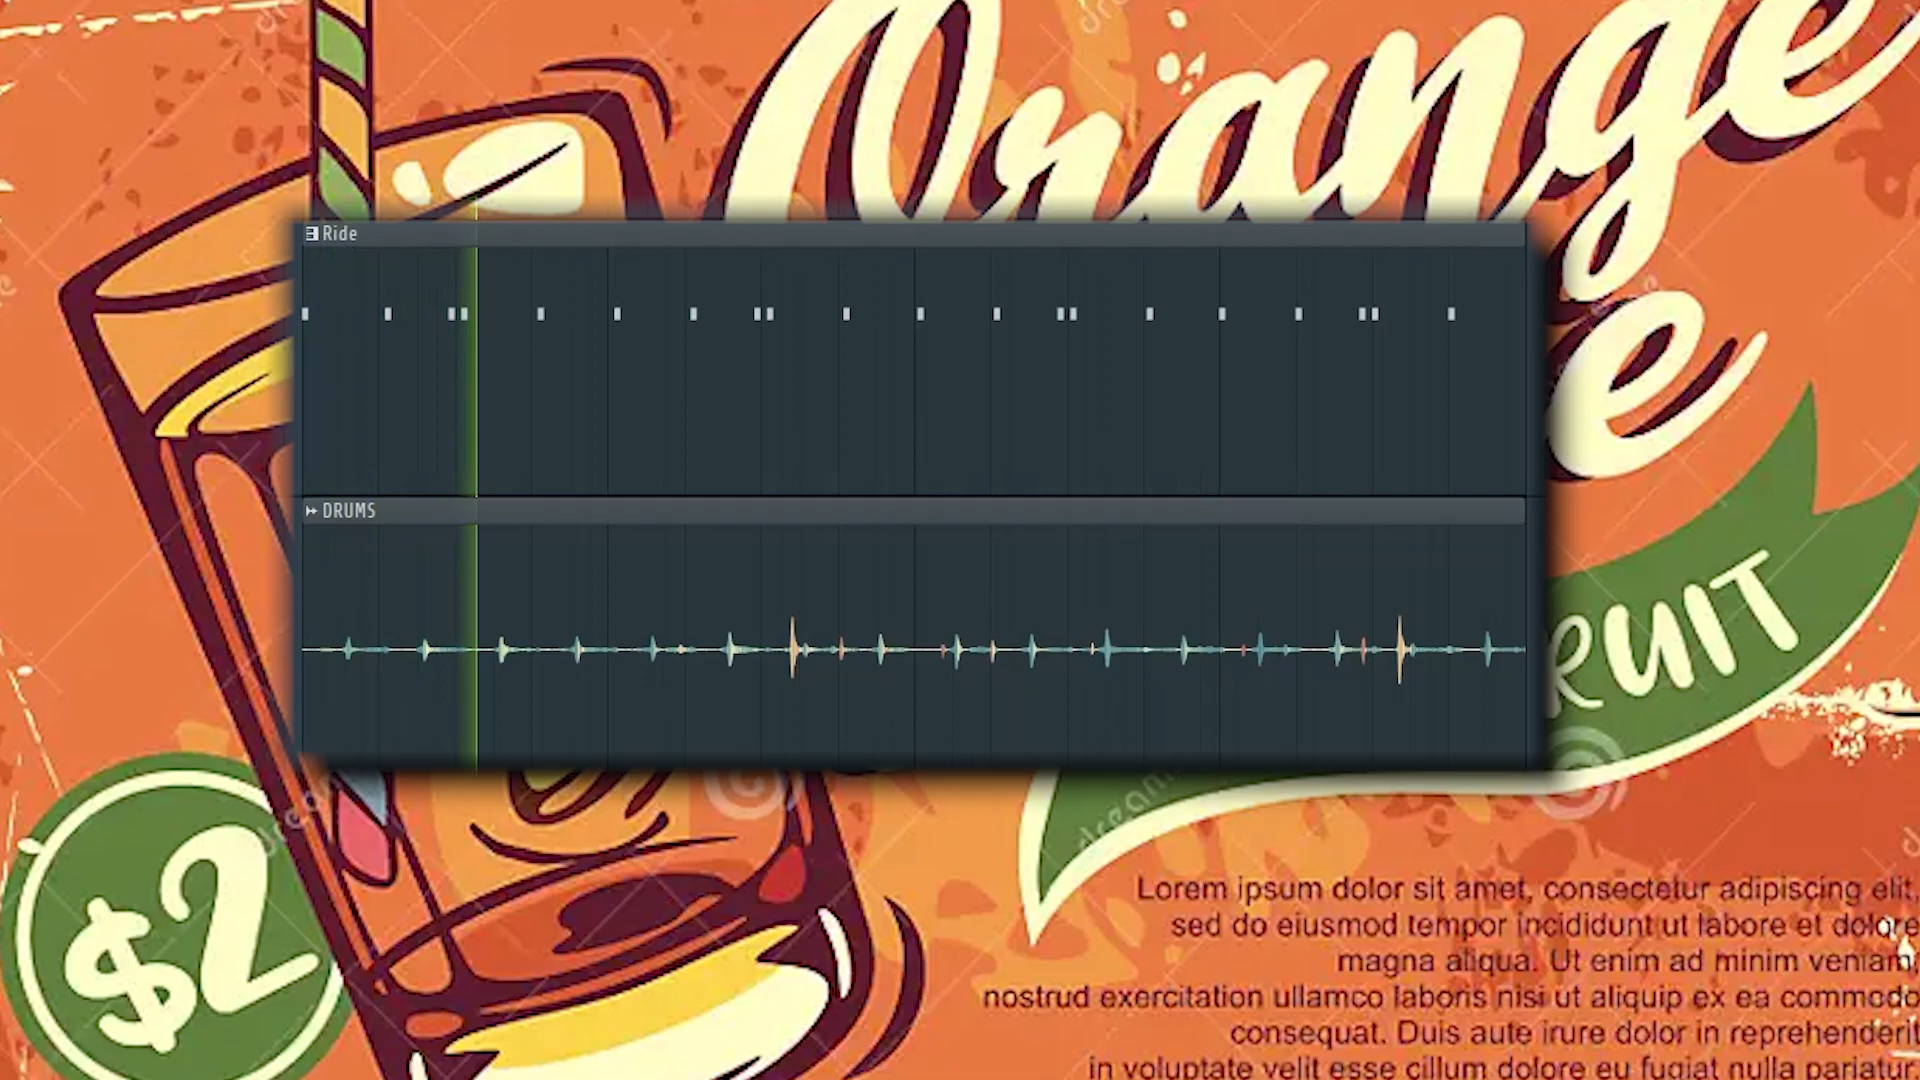 Orange
Ride
e
DRUMS
RUIT
$2
Lorem ipsum dolor sit amet, consectetur adipiscing elit,
sed do eiusmod tempor incididunt ut labore et dolore
magna aliqua. Ut enim ad minim veniam,
nostrud exercitation ullamco laboris nisi ut aliquip ex ea commodo
consequat. Duis aute irure dolor in reprehenderit
in voluptate velit esse cillum dolore eu fugiat nulla pariatur.